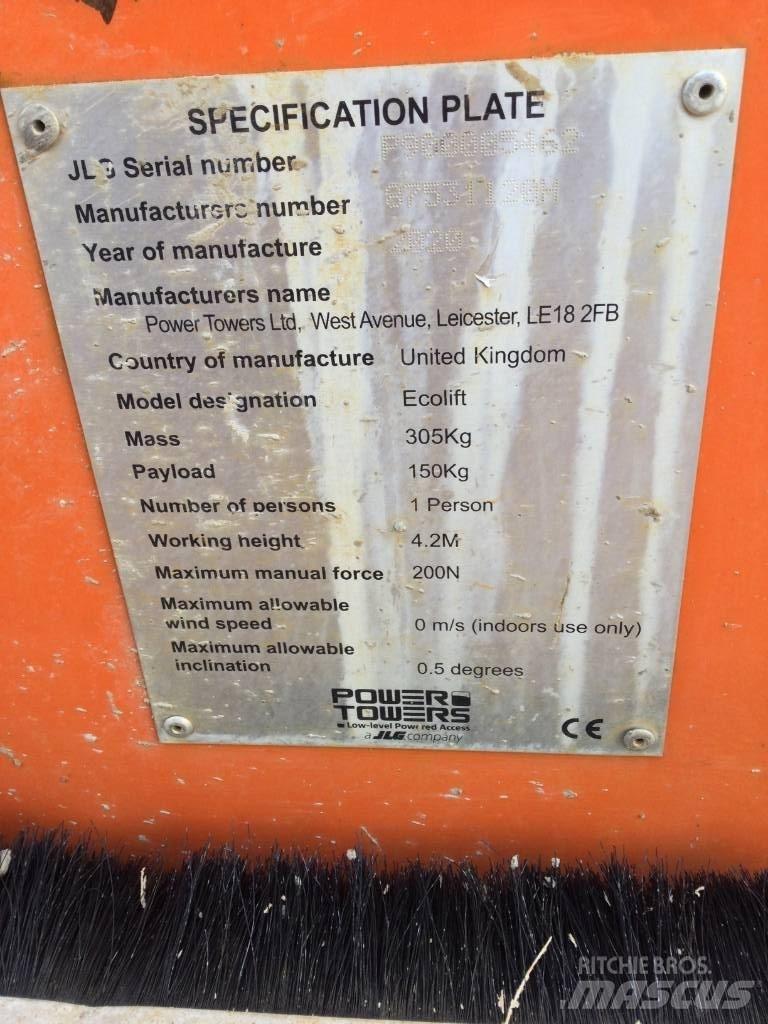 SPECIFICATION PLATE
JLG Serial number
Manufacturers number
Year of manufacture 2020
Manufacturers name
Power Towers Ltd, West Avenue, Leicester, LE18 2FB
Country of manufacture United Kingdom
Model designation Ecolift
Mass 305Kg
Payload 150Kg
Number of persons 1 Person
Working height 4.2M
Maximum manual force 200N
Maximum allowable
wind speed 0 m/s (indoors use only)
Maximum allowable
inclination 0.5 degrees
POWER
TOWERS
Low-level Powered Access
a JLG company
CE
RITCHIE BROS.
MASCUS